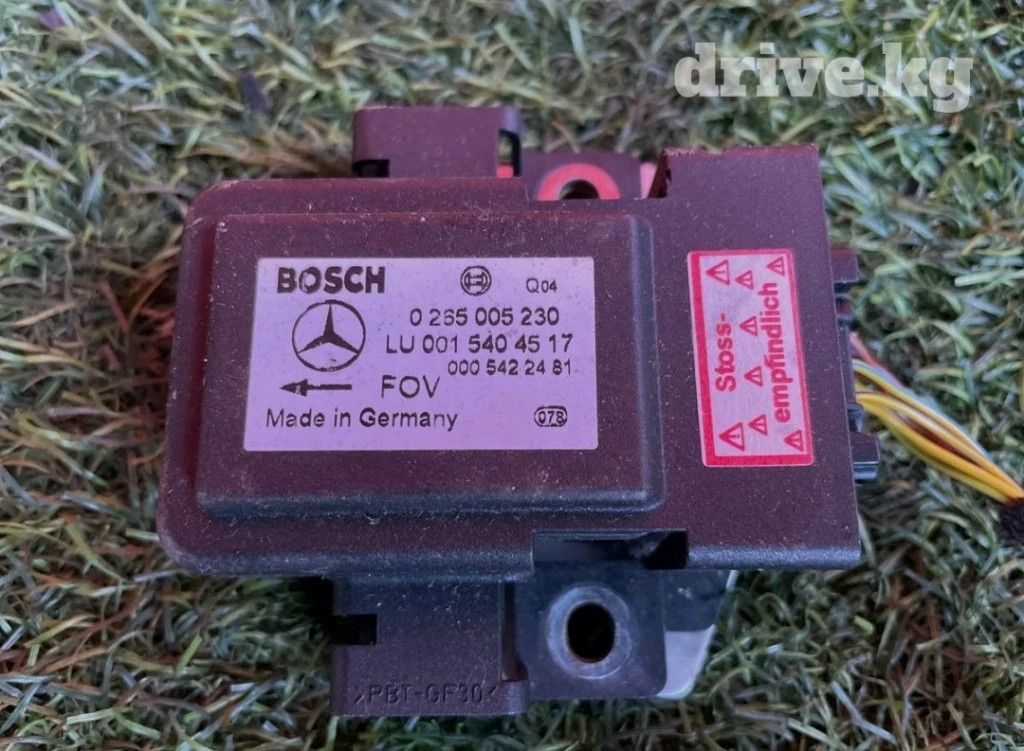 drive.kg
BOSCH
Q04
0 265 005 230
LU 001 540 45 17
000 542 24 81
FOV
Made in Germany
078
Stoss-
empfindlich
>PBT-GF30<